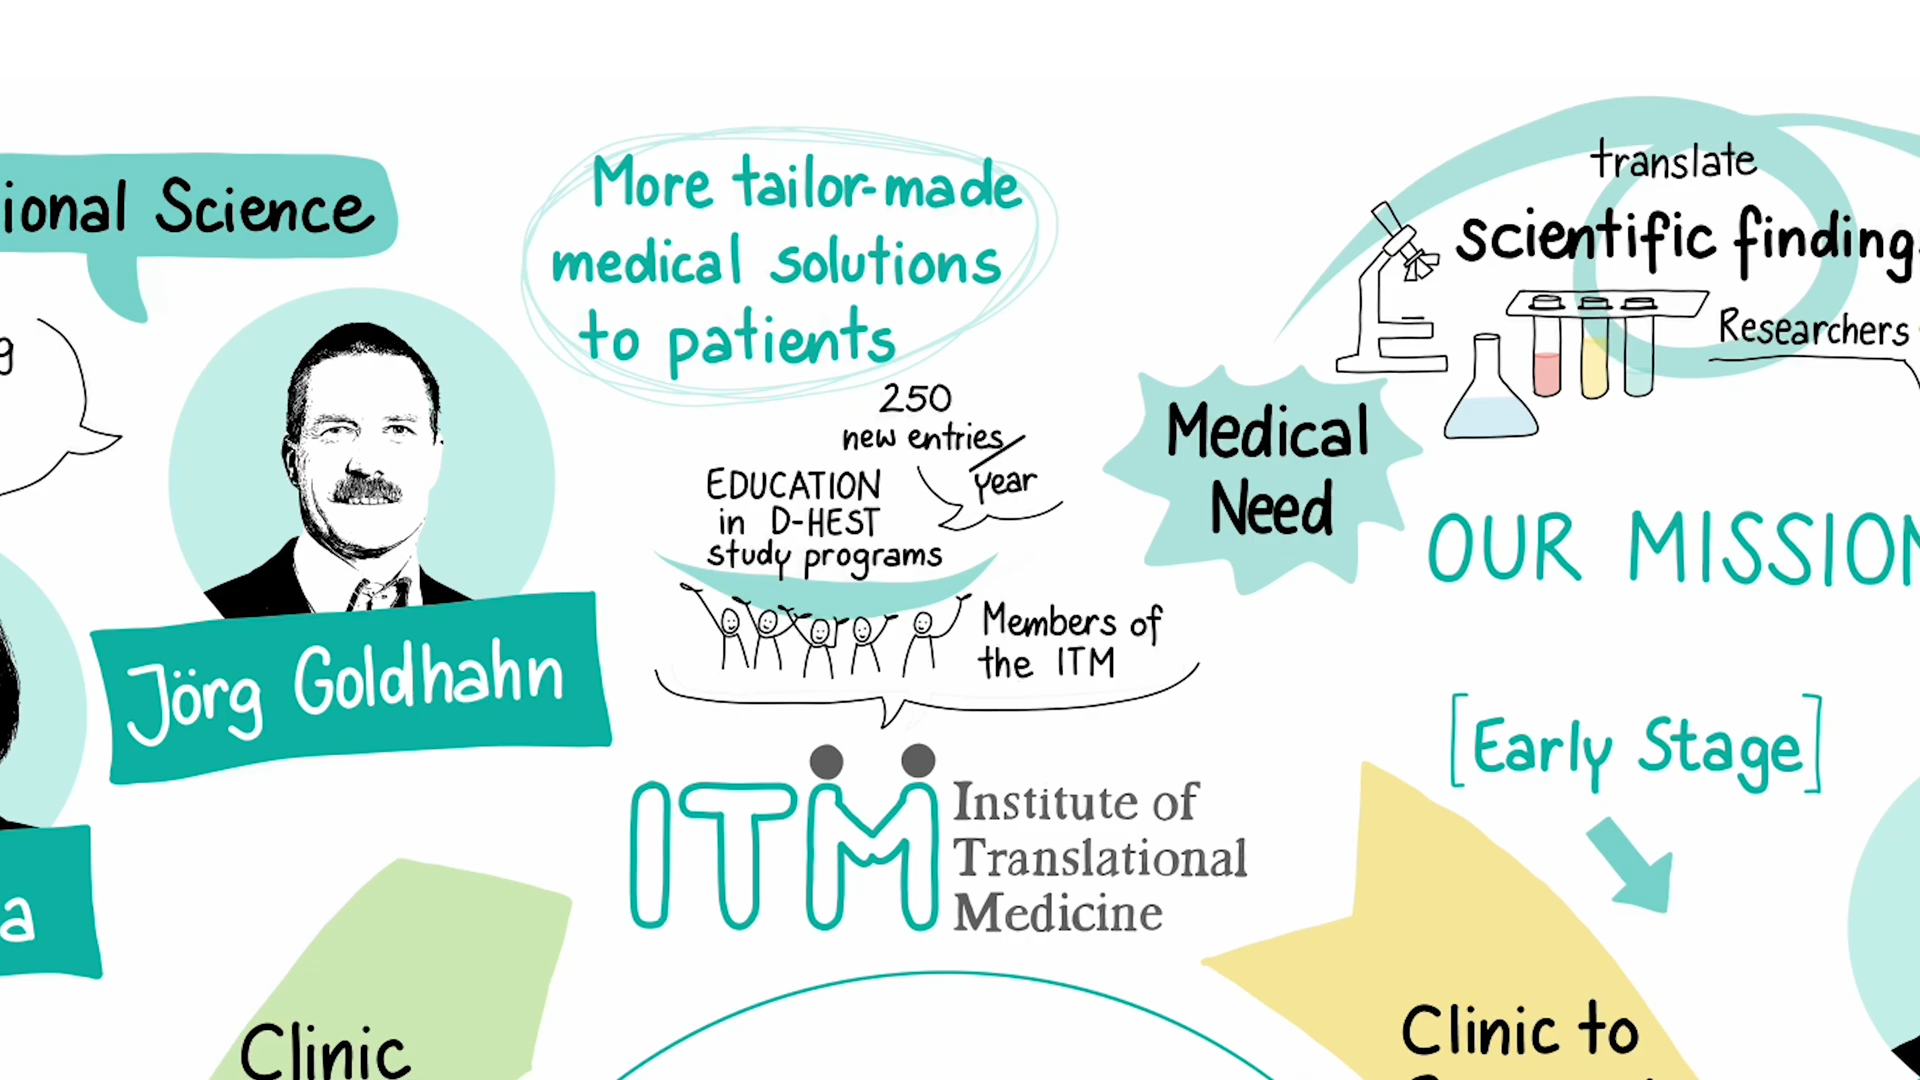 ional Science
g
Jörg Goldhahn
a
Clinic
More tailor-made
medical solutions
to patients
250
new entries/
year
EDUCATION
in D-HEST
study programs
Members of
the ITM
ITM
Institute of
Translational
Medicine
Medical
Need
translate
scientific finding
Researchers
OUR MISSION
[Early Stage]
Clinic to